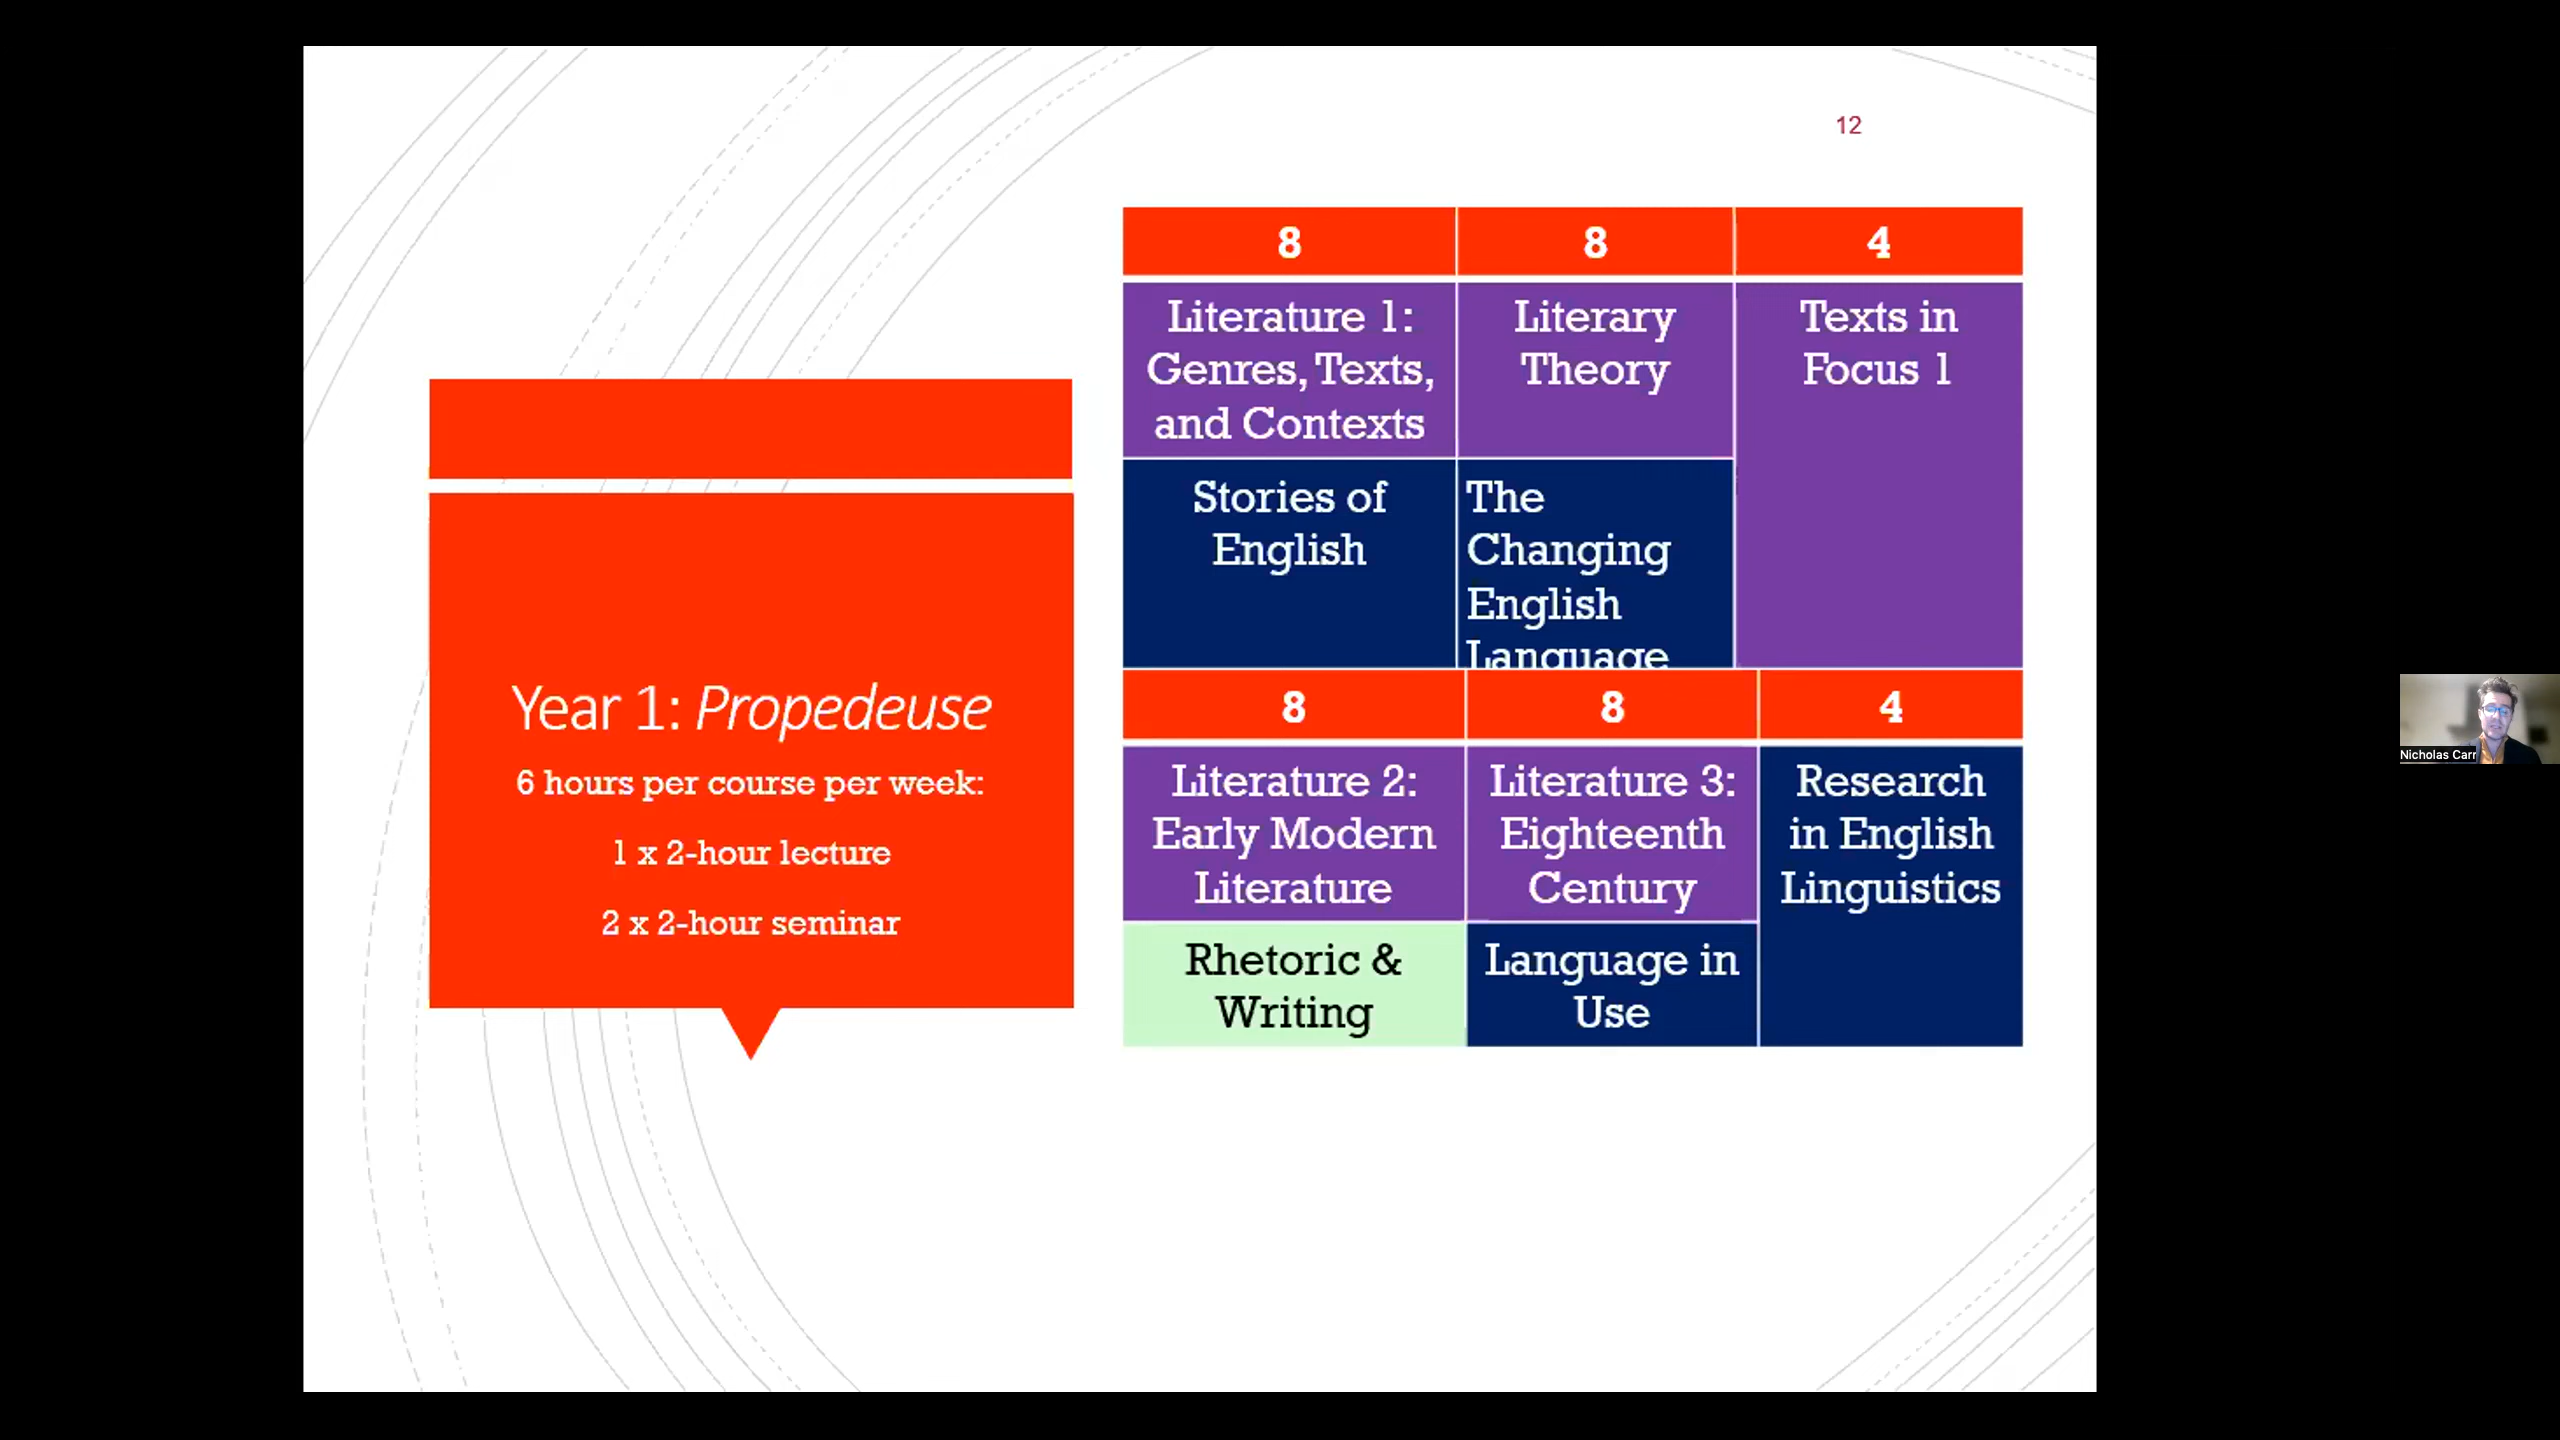 12
Year 1: Propedeuse
6 hours per course per week:
1 x 2-hour lecture
2 x 2-hour seminar
8
8
4
Literature 1:
Genres, Texts,
and Contexts
Literary
Theory
Texts in
Focus 1
Stories of
English
The
Changing
English
Language
8
8
4
Literature 2:
Early Modern
Literature
Literature 3:
Eighteenth
Century
Research
in English
Linguistics
Rhetoric &
Writing
Language in
Use
Nicholas Carr